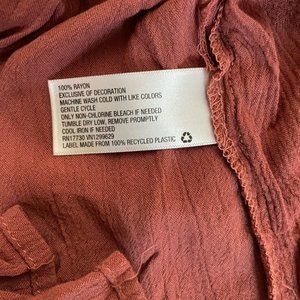 100% RAYON
EXCLUSIVE OF DECORATION
MACHINE WASH COLD WITH LIKE COLORS
GENTLE CYCLE
ONLY NON-CHLORINE BLEACH IF NEEDED
TUMBLE DRY LOW, REMOVE PROMPTLY
COOL IRON IF NEEDED
RN17730 VN1299629
LABEL MADE FROM 100% RECYCLED PLASTIC